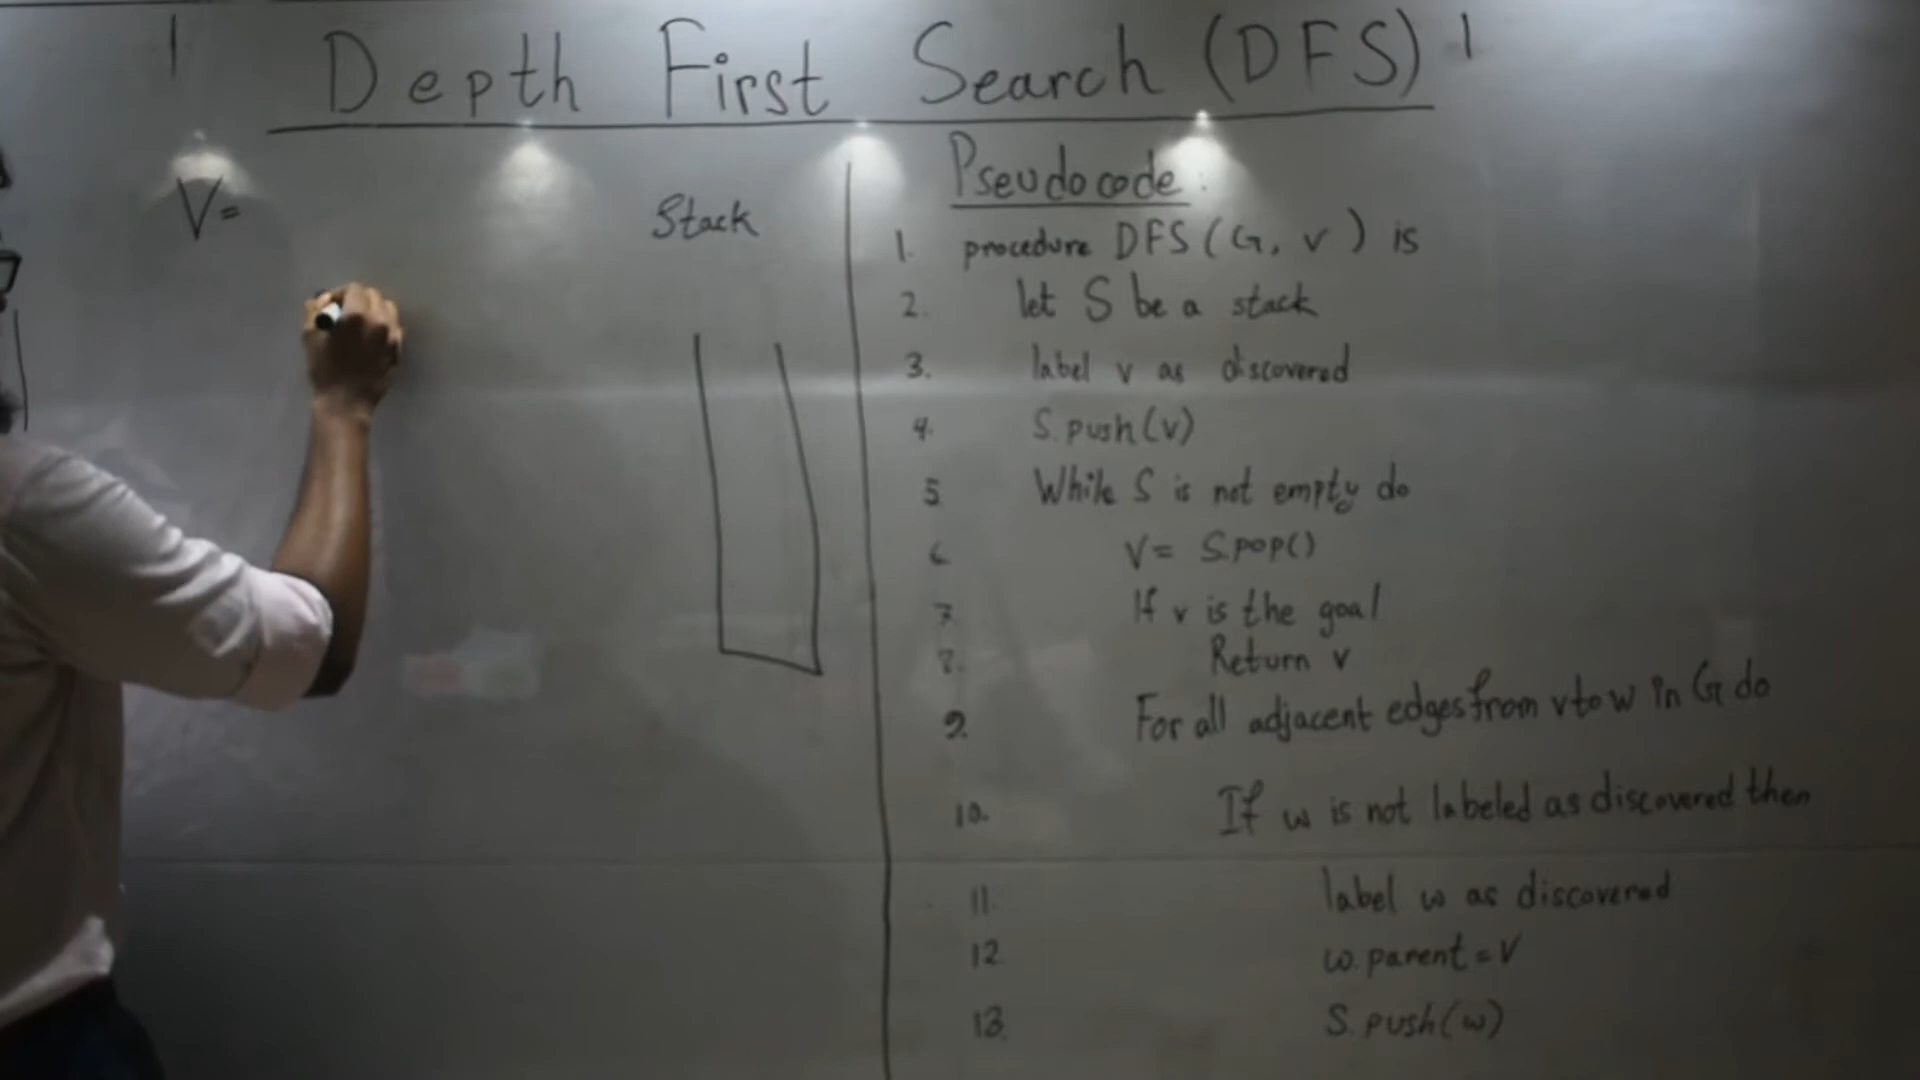 Depth First Search (DFS)
V=
Stack
Pseudocode:
1. procedure DFS (G, v) is
2. let S be a stack
3. label v as discovered
4. S.push(v)
5 While S is not empty do
6 V= S.pop()
7. If v is the goal
8. Return v
9. For all adjacent edges from v to w in G do
10. If w is not labeled as discovered then
11. label w as discovered
12 w.parent = V
13. S.push(w)